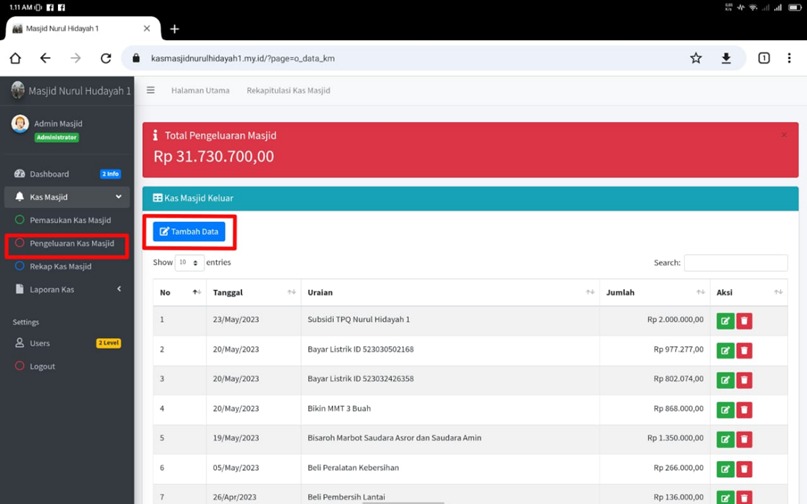 1.11 AM
Masjid Nurul Hidayah 1
kasmasjidnurulhidayah1.my.id/?page=o_data_km
1
Masjid Nurul Hudayah 1
Halaman Utama Rekapitulasi Kas Masjid
Admin Masjid
Administrator
Total Pengeluaran Masjid
Rp 31.730.700,00
Dashboard 2 Info
Kas Masjid
Pemasukan Kas Masjid
Pengeluaran Kas Masjid
Rekap Kas Masjid
Laporan Kas
Settings
Users 2 Level
Logout
Kas Masjid Keluar
Tambah Data
Show 10 entries Search:
No Tanggal Uraian Jumlah Aksi
1 23/May/2023 Subsidi TPQ Nurul Hidayah 1 Rp 2.000.000,00
2 20/May/2023 Bayar Listrik ID 523030502168 Rp 977.277,00
3 20/May/2023 Bayar Listrik ID 523032426358 Rp 802.074,00
4 20/May/2023 Bikin MMT 3 Buah Rp 868.000,00
5 19/May/2023 Bisaroh Marbot Saudara Asror dan Saudara Amin Rp 1.350.000,00
6 05/May/2023 Beli Peralatan Kebersihan Rp 266.000,00
7 26/Apr/2023 Beli Pembersih Lantai Rp 136.000,00